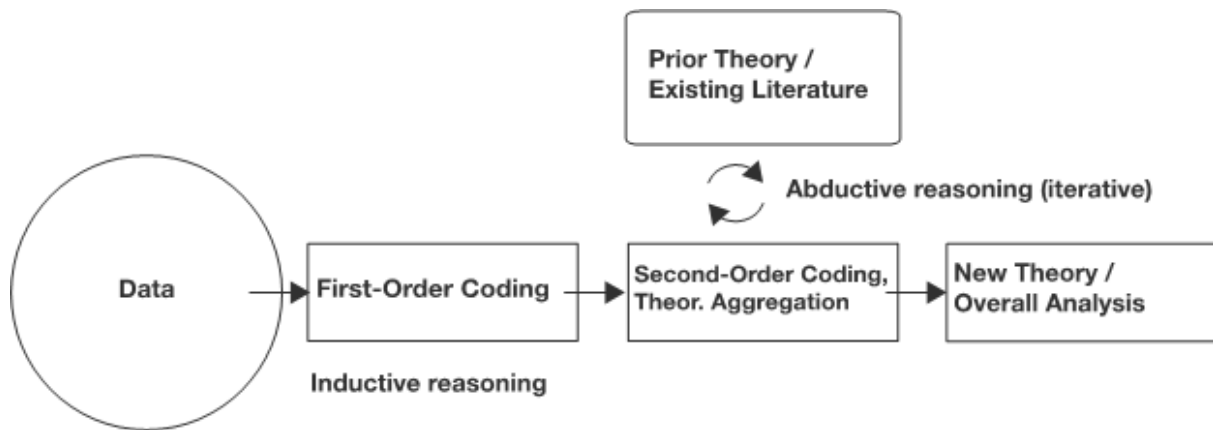 Prior Theory /
Existing Literature
Abductive reasoning (iterative)
Data
First-Order Coding
Second-Order Coding,
Theor. Aggregation
New Theory /
Overall Analysis
Inductive reasoning